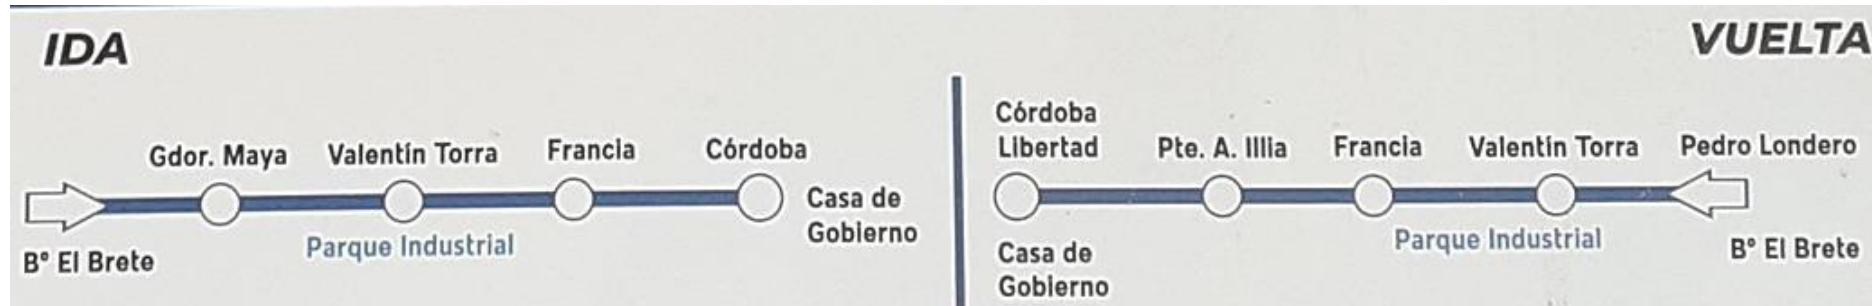 IDA
Gdor. Maya
Valentín Torra
Francia
Córdoba
Casa de
Gobierno
Parque Industrial
B° El Brete
VUELTA
Córdoba
Libertad
Pte. A. Illia
Francia
Valentín Torra
Pedro Londero
Parque Industrial
B° El Brete
Casa de
Gobierno